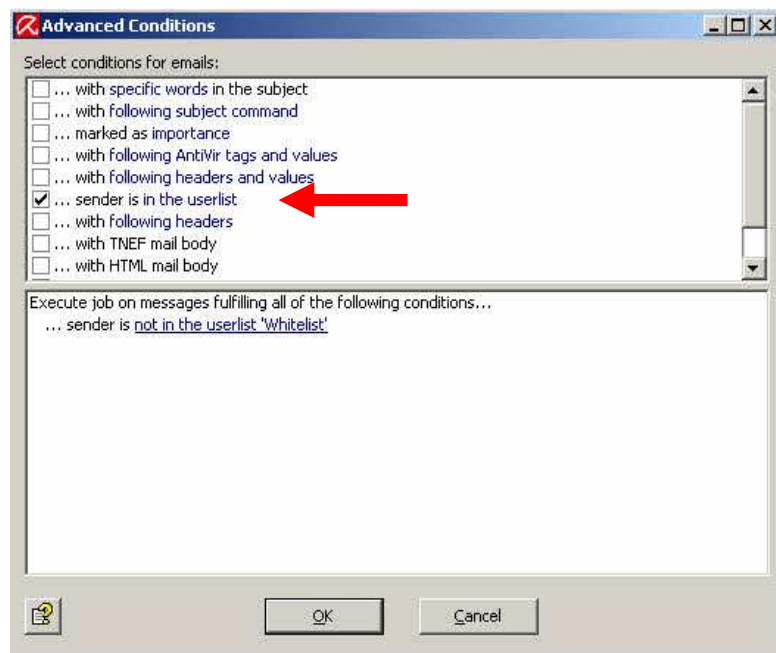 Advanced Conditions
Select conditions for emails:
... with specific words in the subject
... with following subject command
... marked as importance
... with following AntiVir tags and values
... with following headers and values
... sender is in the userlist
... with following headers
... with TNEF mail body
... with HTML mail body
Execute job on messages fulfilling all of the following conditions...
... sender is not in the userlist 'Whitelist'
OK Cancel